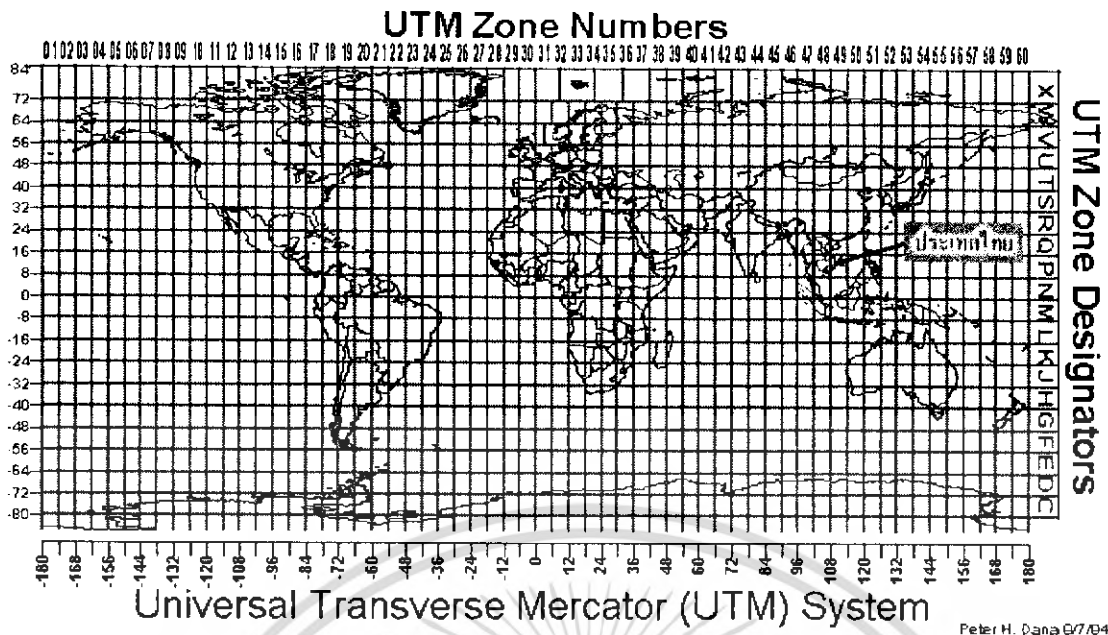 UTM Zone Numbers
01 02 03 04 05 06 07 08 09 10 11 12 13 14 15 16 17 18 19 20 21 22 23 24 25 26 27 28 29 30 31 32 33 34 35 36 37 38 39 40 41 42 43 44 45 46 47 48 49 50 51 52 53 54 55 56 57 58 59 60
84
72
64
56
48
40
32
24
16
8
0
-8
-16
-24
-32
-40
-48
-56
-64
-72
-80
X W V U T S R Q P N M L K J H G F E D C
UTM Zone Designators
ประเทศไทย
-180 -168 -156 -144 -132 -120 -108 -96 -84 -72 -60 -48 -36 -24 -12 0 12 24 36 48 60 72 84 96 108 120 132 144 156 168 180
Universal Transverse Mercator (UTM) System
Peter H. Dana 9/7/94